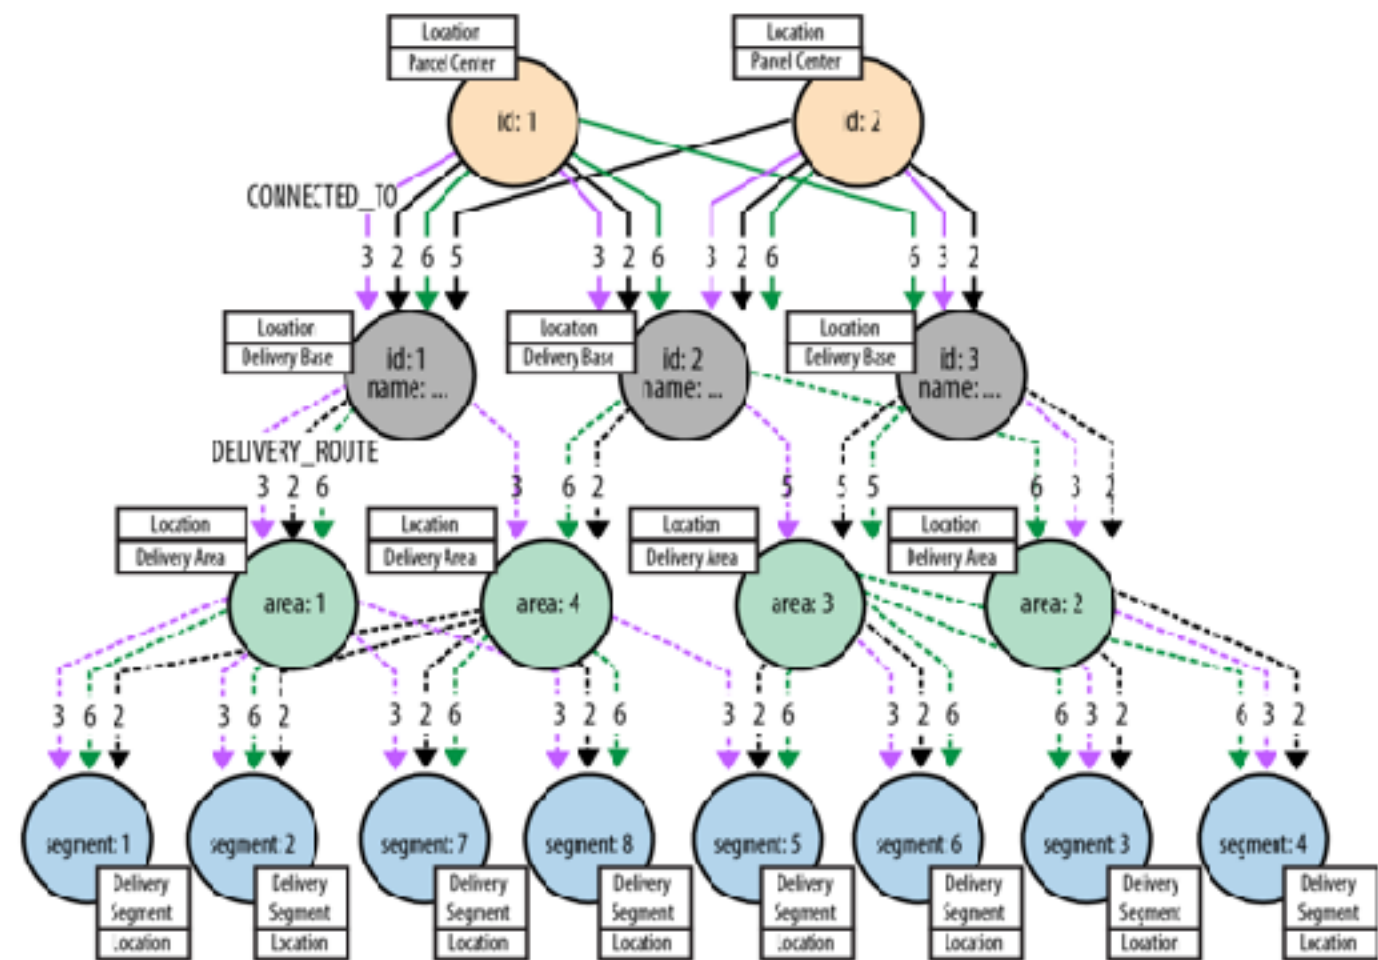 Location
Parcel Center
id: 1
Location
Parcel Center
id: 2
CONNECTED_TO
3 2 6 5 3 2 6 3 2 6 6 3 2
Location
Delivery Base
id: 1
name: ...
Location
Delivery Base
id: 2
name: ...
Location
Delivery Base
id: 3
name: ...
DELIVERY_ROUTE
3 2 6 3 6 2 5 5 5 6 3 2
Location
Delivery Area
area: 1
Location
Delivery Area
area: 4
Location
Delivery Area
area: 3
Location
Delivery Area
area: 2
3 6 2 3 6 2 3 2 6 3 2 6 3 2 6 3 2 6 6 3 2 6 3 2
segment: 1
Delivery
Segment
Location
segment: 2
Delivery
Segment
Location
segment: 7
Delivery
Segment
Location
segment 8
Delivery
Segment
Location
segment: 5
Delivery
Segment
Location
segment 6
Delivery
Segment
Location
segment 3
Delivery
Segment
Location
segment: 4
Delivery
Segment
Location